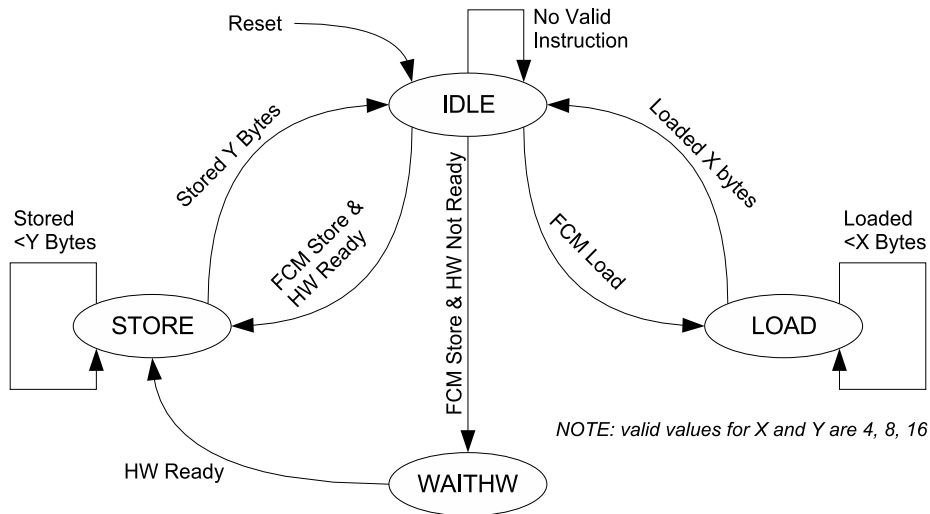 Reset
No Valid
Instruction
IDLE
Stored Y Bytes
Loaded X bytes
FCM Store &
HW Ready
FCM Store & HW Not Ready
FCM Load
Stored
<Y Bytes
Loaded
<X Bytes
STORE
LOAD
NOTE: valid values for X and Y are 4, 8, 16
HW Ready
WAITHW